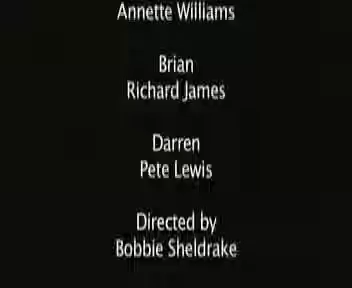 Annette Williams
Brian
Richard James
Darren
Pete Lewis
Directed by
Bobbie Sheldrake